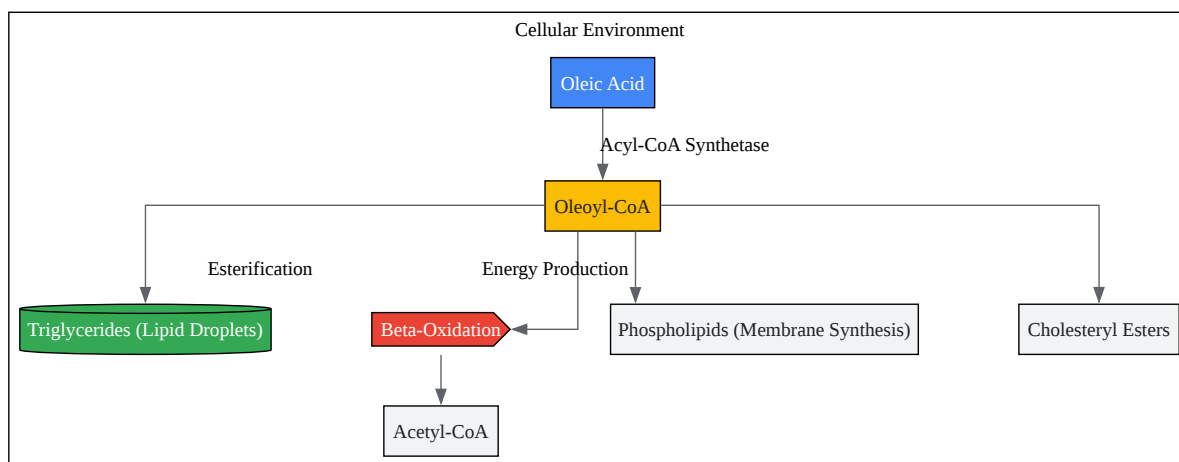 Cellular Environment
Oleic Acid
Acyl-CoA Synthetase
Oleoyl-CoA
Esterification
Energy Production
Triglycerides (Lipid Droplets)
Beta-Oxidation
Phospholipids (Membrane Synthesis)
Cholesteryl Esters
Acetyl-CoA